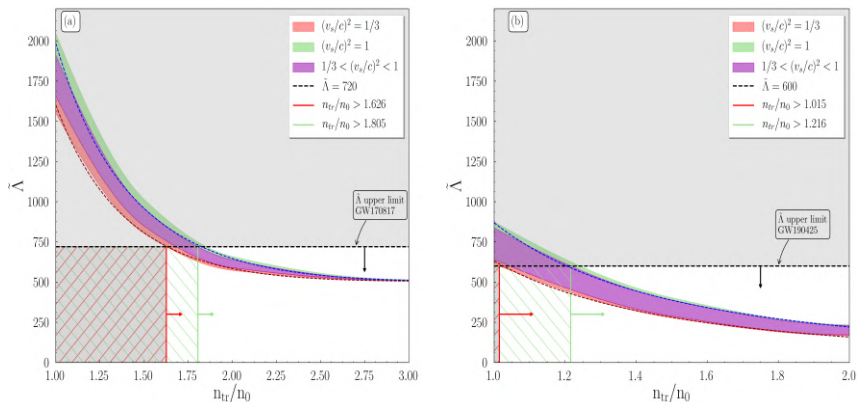 (a)
(v_s/c)² = 1/3
(v_s/c)² = 1
1/3 < (v_s/c)² < 1
Λ̃ = 720
n_tr/n_0 > 1.626
n_tr/n_0 > 1.805
Λ̃ upper limit
GW170817
Λ̃
2000
1750
1500
1250
1000
750
500
250
0
1.00 1.25 1.50 1.75 2.00 2.25 2.50 2.75 3.00
n_tr/n_0
(b)
(v_s/c)² = 1/3
(v_s/c)² = 1
1/3 < (v_s/c)² < 1
Λ̃ = 600
n_tr/n_0 > 1.015
n_tr/n_0 > 1.216
Λ̃ upper limit
GW190425
Λ̃
2000
1750
1500
1250
1000
750
500
250
0
1.0 1.2 1.4 1.6 1.8 2.0
n_tr/n_0